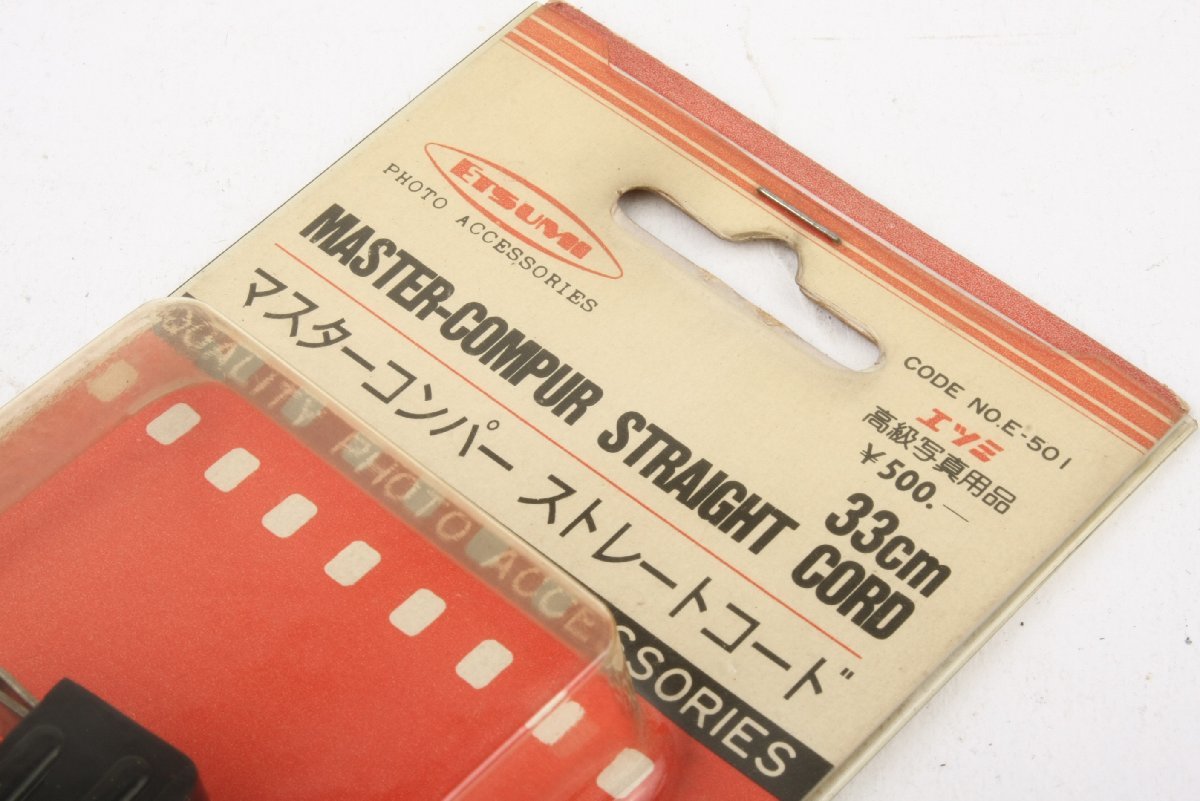 ETSUMI
PHOTO ACCESSORIES
CODE NO.E-501
エツミ
高級写真用品
¥500.—
33cm
MASTER-COMPUR STRAIGHT CORD
マスターコンパー ストレートコード
QUALITY PHOTO ACCESSORIES